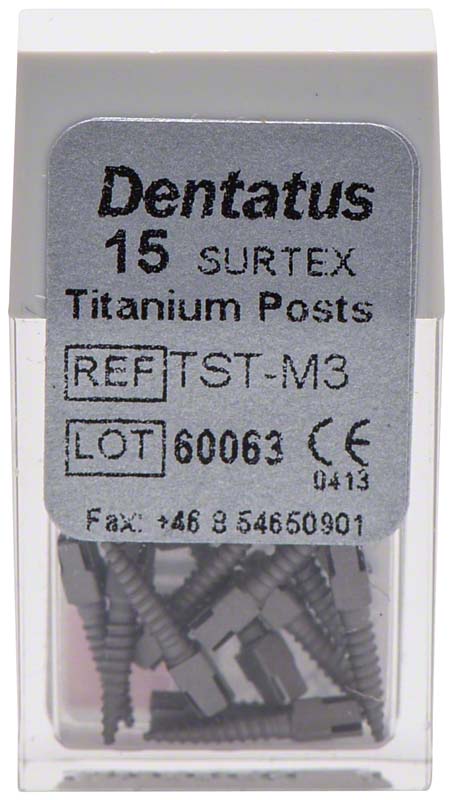 Dentatus
15 SURTEX
Titanium Posts
REF TST-M3
LOT 60063 CE
0413
Fax: +46 8 54650901